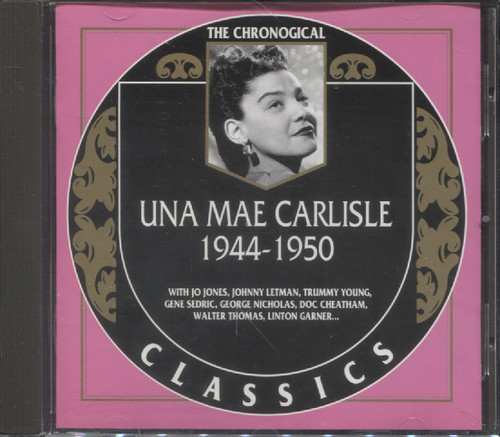 THE CHRONOGICAL
UNA MAE CARLISLE
1944-1950
WITH JO JONES, JOHNNY LETMAN, TRUMMY YOUNG,
GENE SEDRIC, GEORGE NICHOLAS, DOC CHEATHAM,
WALTER THOMAS, LINTON GARNER...
CLASSICS